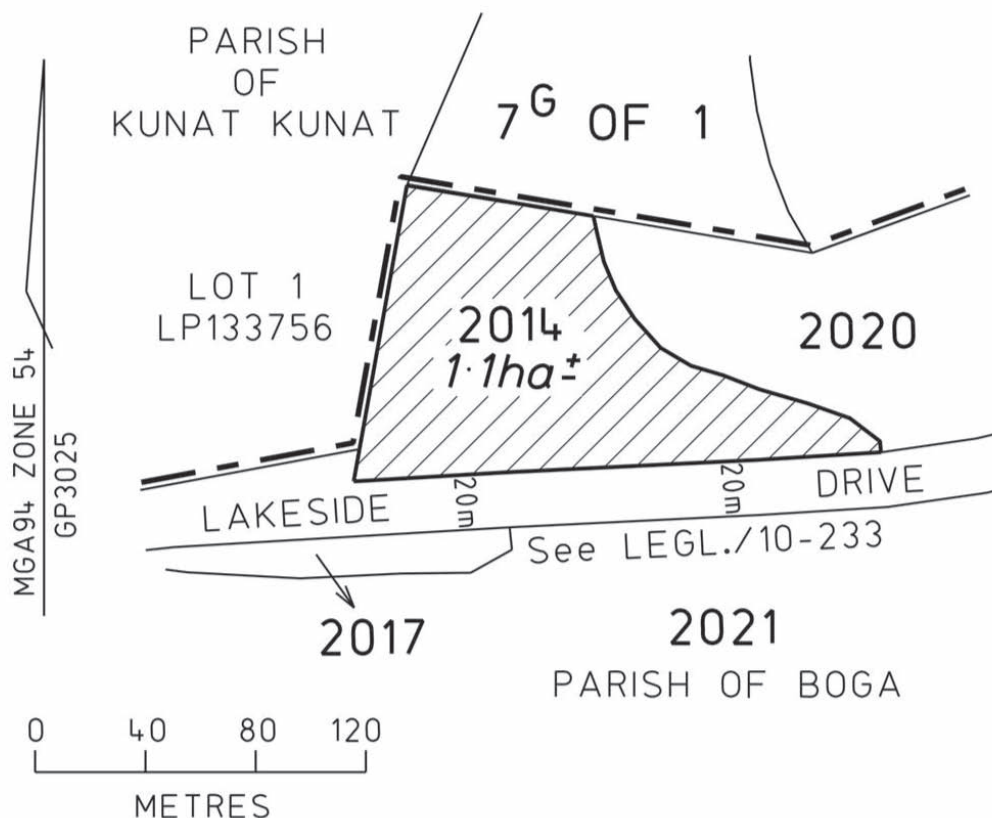 PARISH
OF
KUNAT KUNAT
7G OF 1
LOT 1
LP133756
2014
1·1ha±
2020
MGA94 ZONE 54
GP3025
LAKESIDE
20m
20m
DRIVE
See LEGL./10-233
2017
2021
PARISH OF BOGA
0 40 80 120
METRES